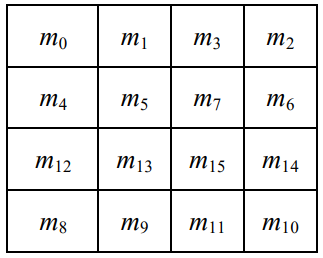 m₀ m₁ m₃ m₂
m₄ m₅ m₇ m₆
m₁₂ m₁₃ m₁₅ m₁₄
m₈ m₉ m₁₁ m₁₀